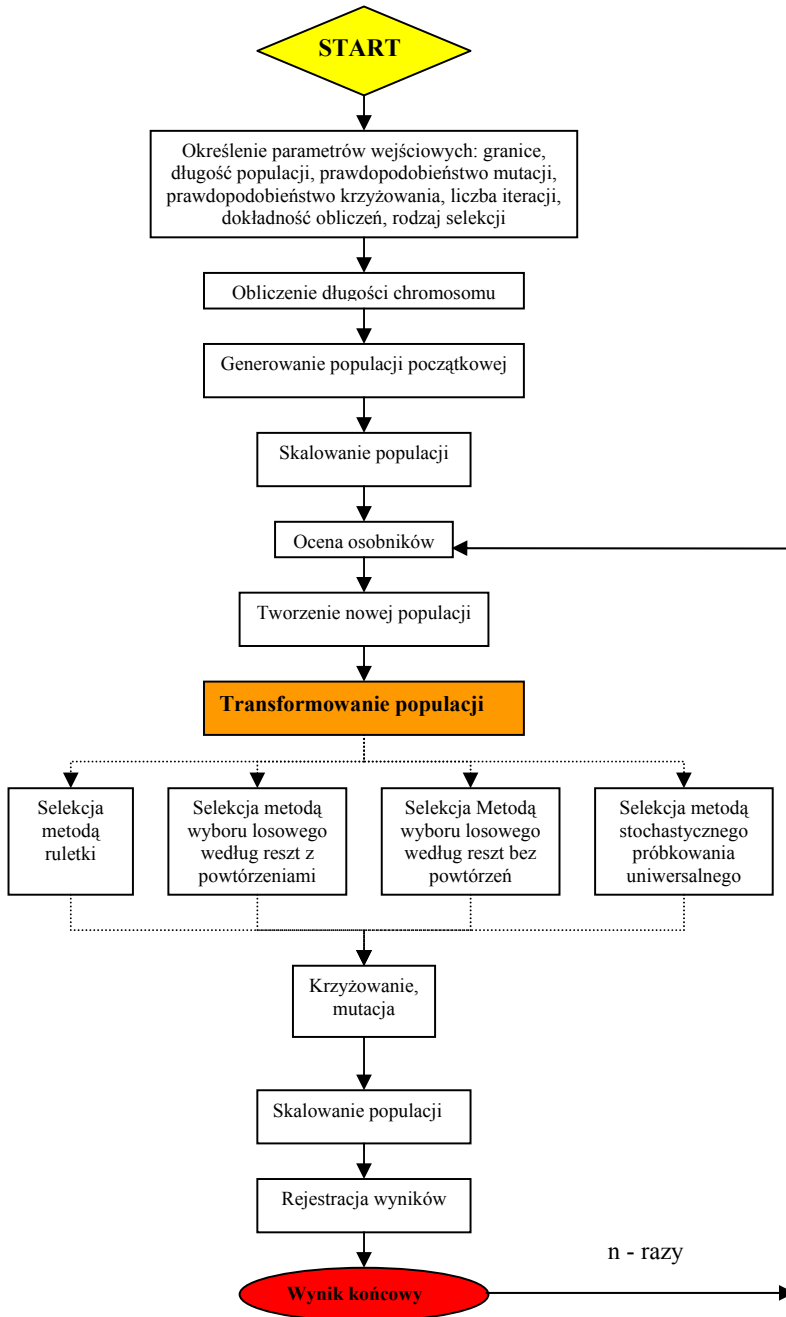 START
Określenie parametrów wejściowych: granice,
długość populacji, prawdopodobieństwo mutacji,
prawdopodobieństwo krzyżowania, liczba iteracji,
dokładność obliczeń, rodzaj selekcji
Obliczenie długości chromosomu
Generowanie populacji początkowej
Skalowanie populacji
Ocena osobników
Tworzenie nowej populacji
Transformowanie populacji
Selekcja
metodą
ruletki
Selekcja metodą
wyboru losowego
według reszt z
powtórzeniami
Selekcja Metodą
wyboru losowego
według reszt bez
powtórzeń
Selekcja metodą
stochastycznego
próbkowania
uniwersalnego
Krzyżowanie,
mutacja
Skalowanie populacji
Rejestracja wyników
n - razy
Wynik końcowy